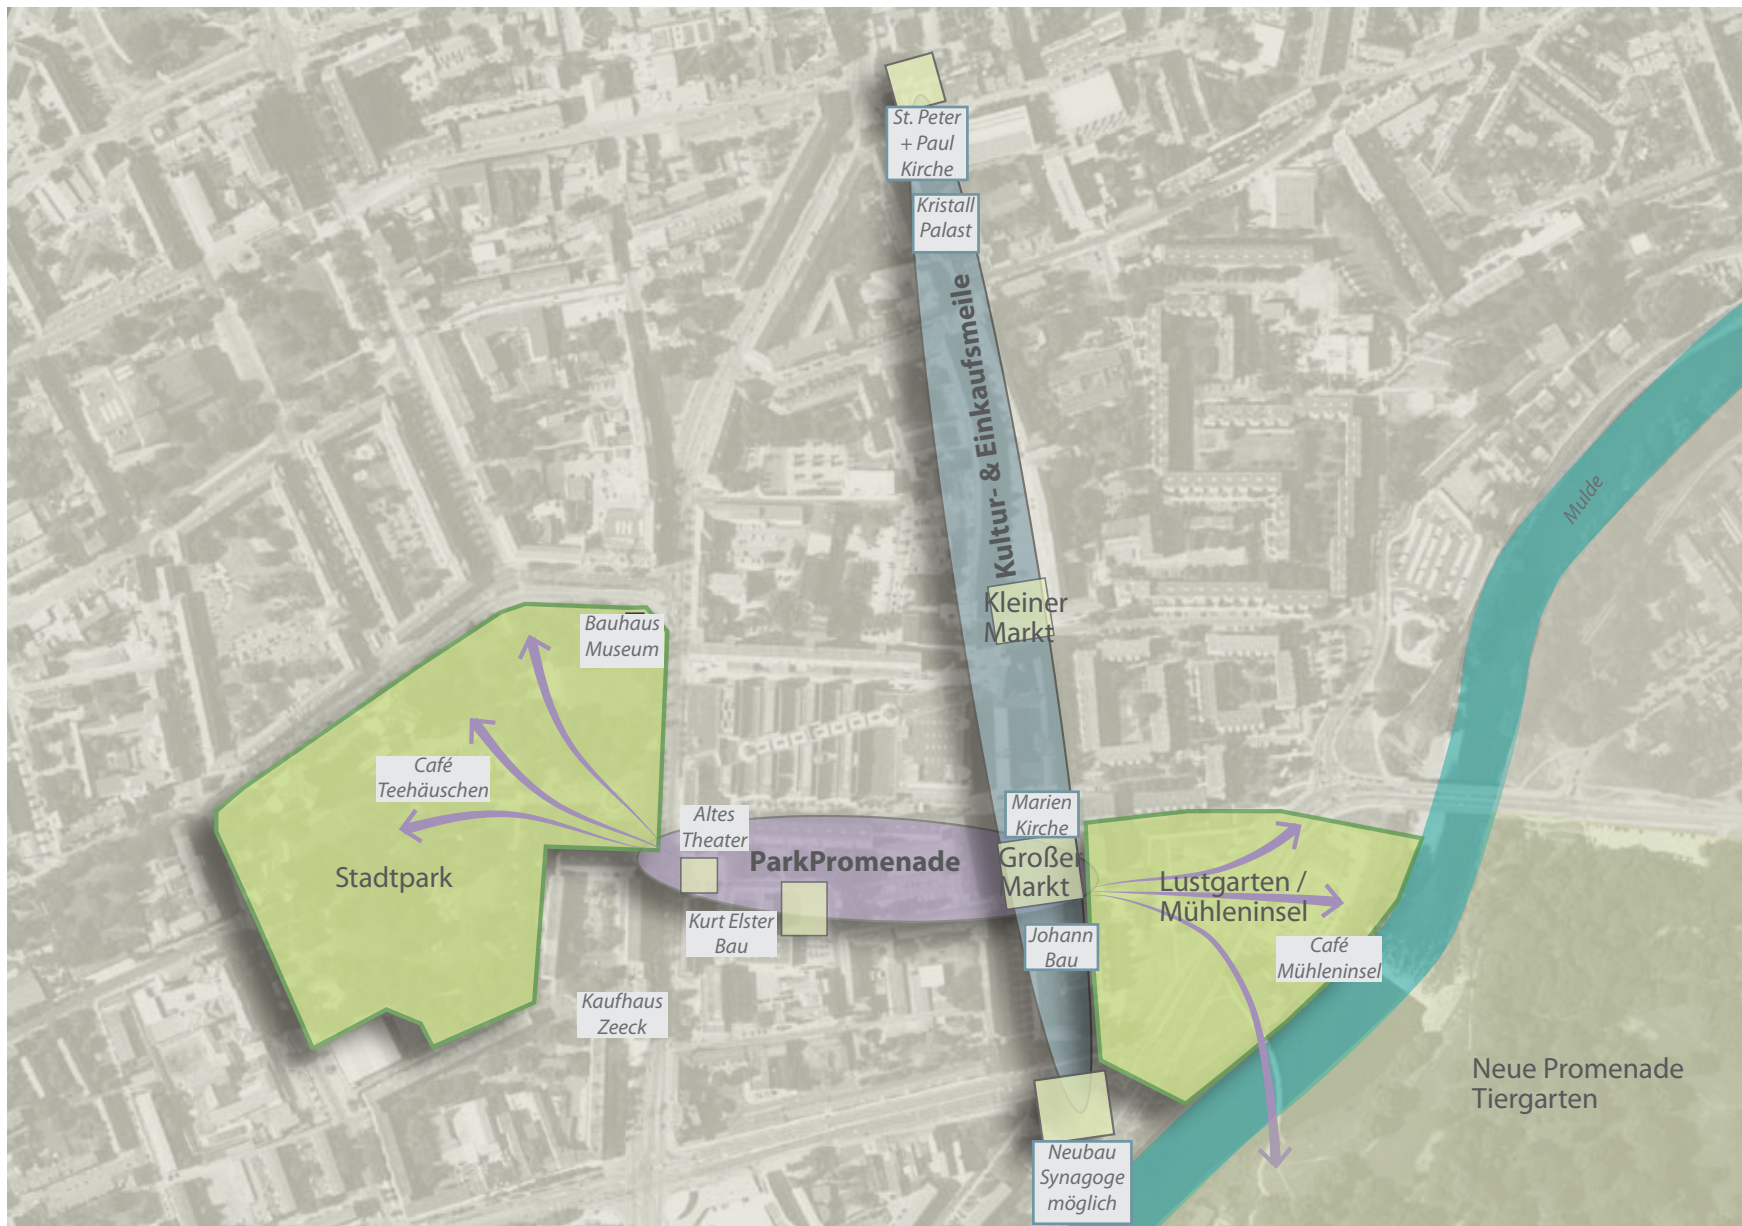 St. Peter
+ Paul
Kirche
Kristall
Palast
Kultur- & Einkaufsmeile
Mulde
Kleiner
Markt
Bauhaus
Museum
Café
Teehäuschen
Stadtpark
Altes
Theater
ParkPromenade
Kurt Elster
Bau
Kaufhaus
Zeeck
Marien
Kirche
Großer
Markt
Johann
Bau
Lustgarten /
Mühleninsel
Café
Mühleninsel
Neue Promenade
Tiergarten
Neubau
Synagoge
möglich